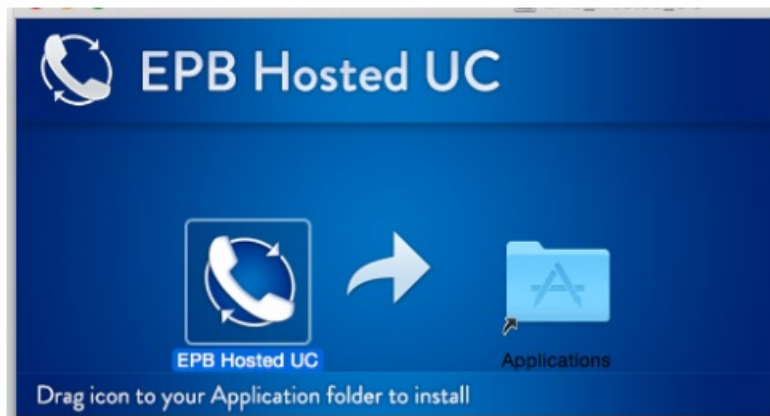 EPB Hosted UC
EPB Hosted UC
Applications
Drag icon to your Application folder to install